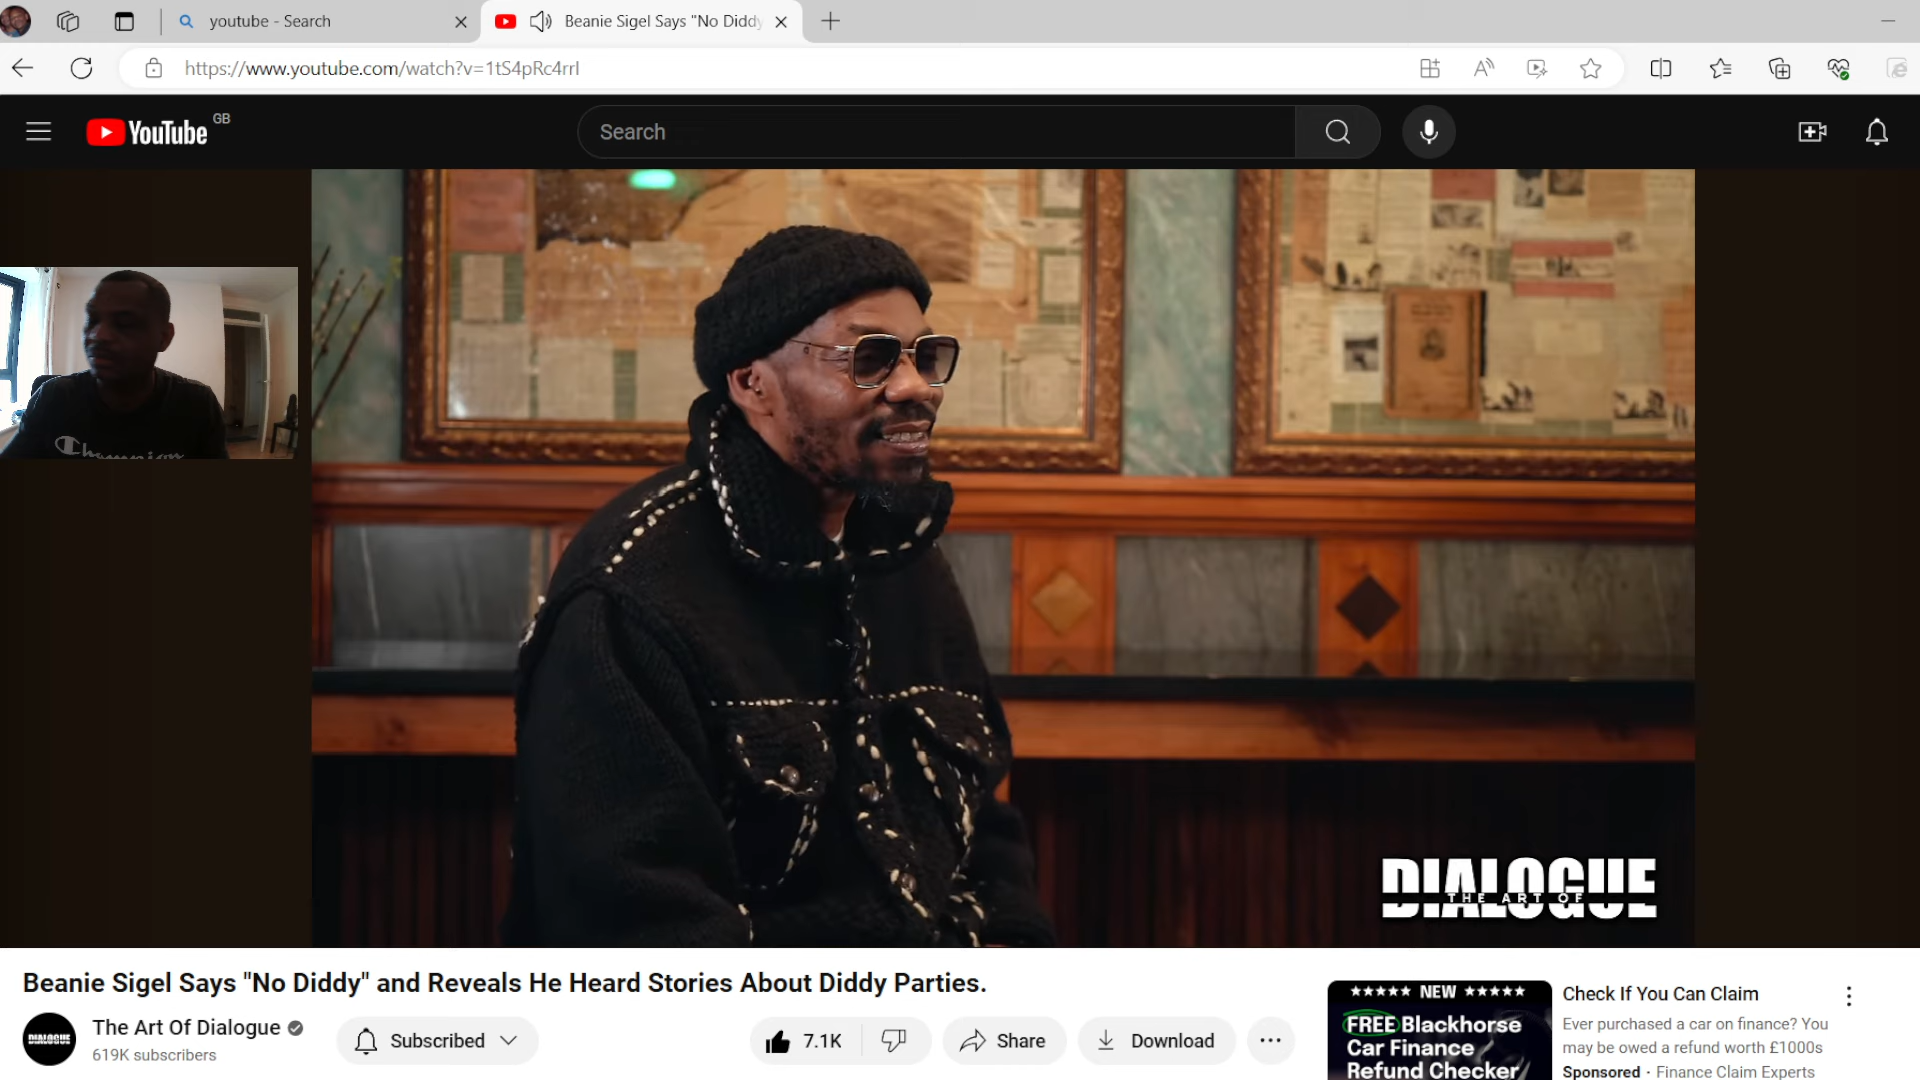 youtube - Search
Beanie Sigel Says "No Diddy
https://www.youtube.com/watch?v=1tS4pRc4rrI
YouTube GB
Search
Champion
DIALOGUE
THE ART OF
Beanie Sigel Says "No Diddy" and Reveals He Heard Stories About Diddy Parties.
DIALOGUE
The Art Of Dialogue
619K subscribers
Subscribed
7.1K
Share
Download
★★★★★ NEW ★★★★★
FREE Blackhorse
Car Finance
Refund Checker
Check If You Can Claim
Ever purchased a car on finance? You
may be owed a refund worth £1000s
Sponsored · Finance Claim Experts